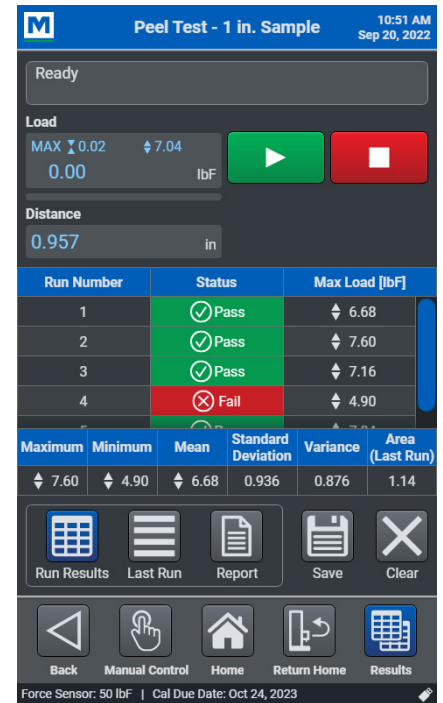 M
Peel Test - 1 in. Sample
10:51 AM
Sep 20, 2022
Ready
Load
MAX 0.02 7.04
0.00 lbF
Distance
0.957 in
Run Number Status Max Load [lbF]
1 Pass 6.68
2 Pass 7.60
3 Pass 7.16
4 Fail 4.90
Maximum Minimum Mean Standard Deviation Variance Area (Last Run)
7.60 4.90 6.68 0.936 0.876 1.14
Run Results Last Run Report Save Clear
Back Manual Control Home Return Home Results
Force Sensor: 50 lbF | Cal Due Date: Oct 24, 2023